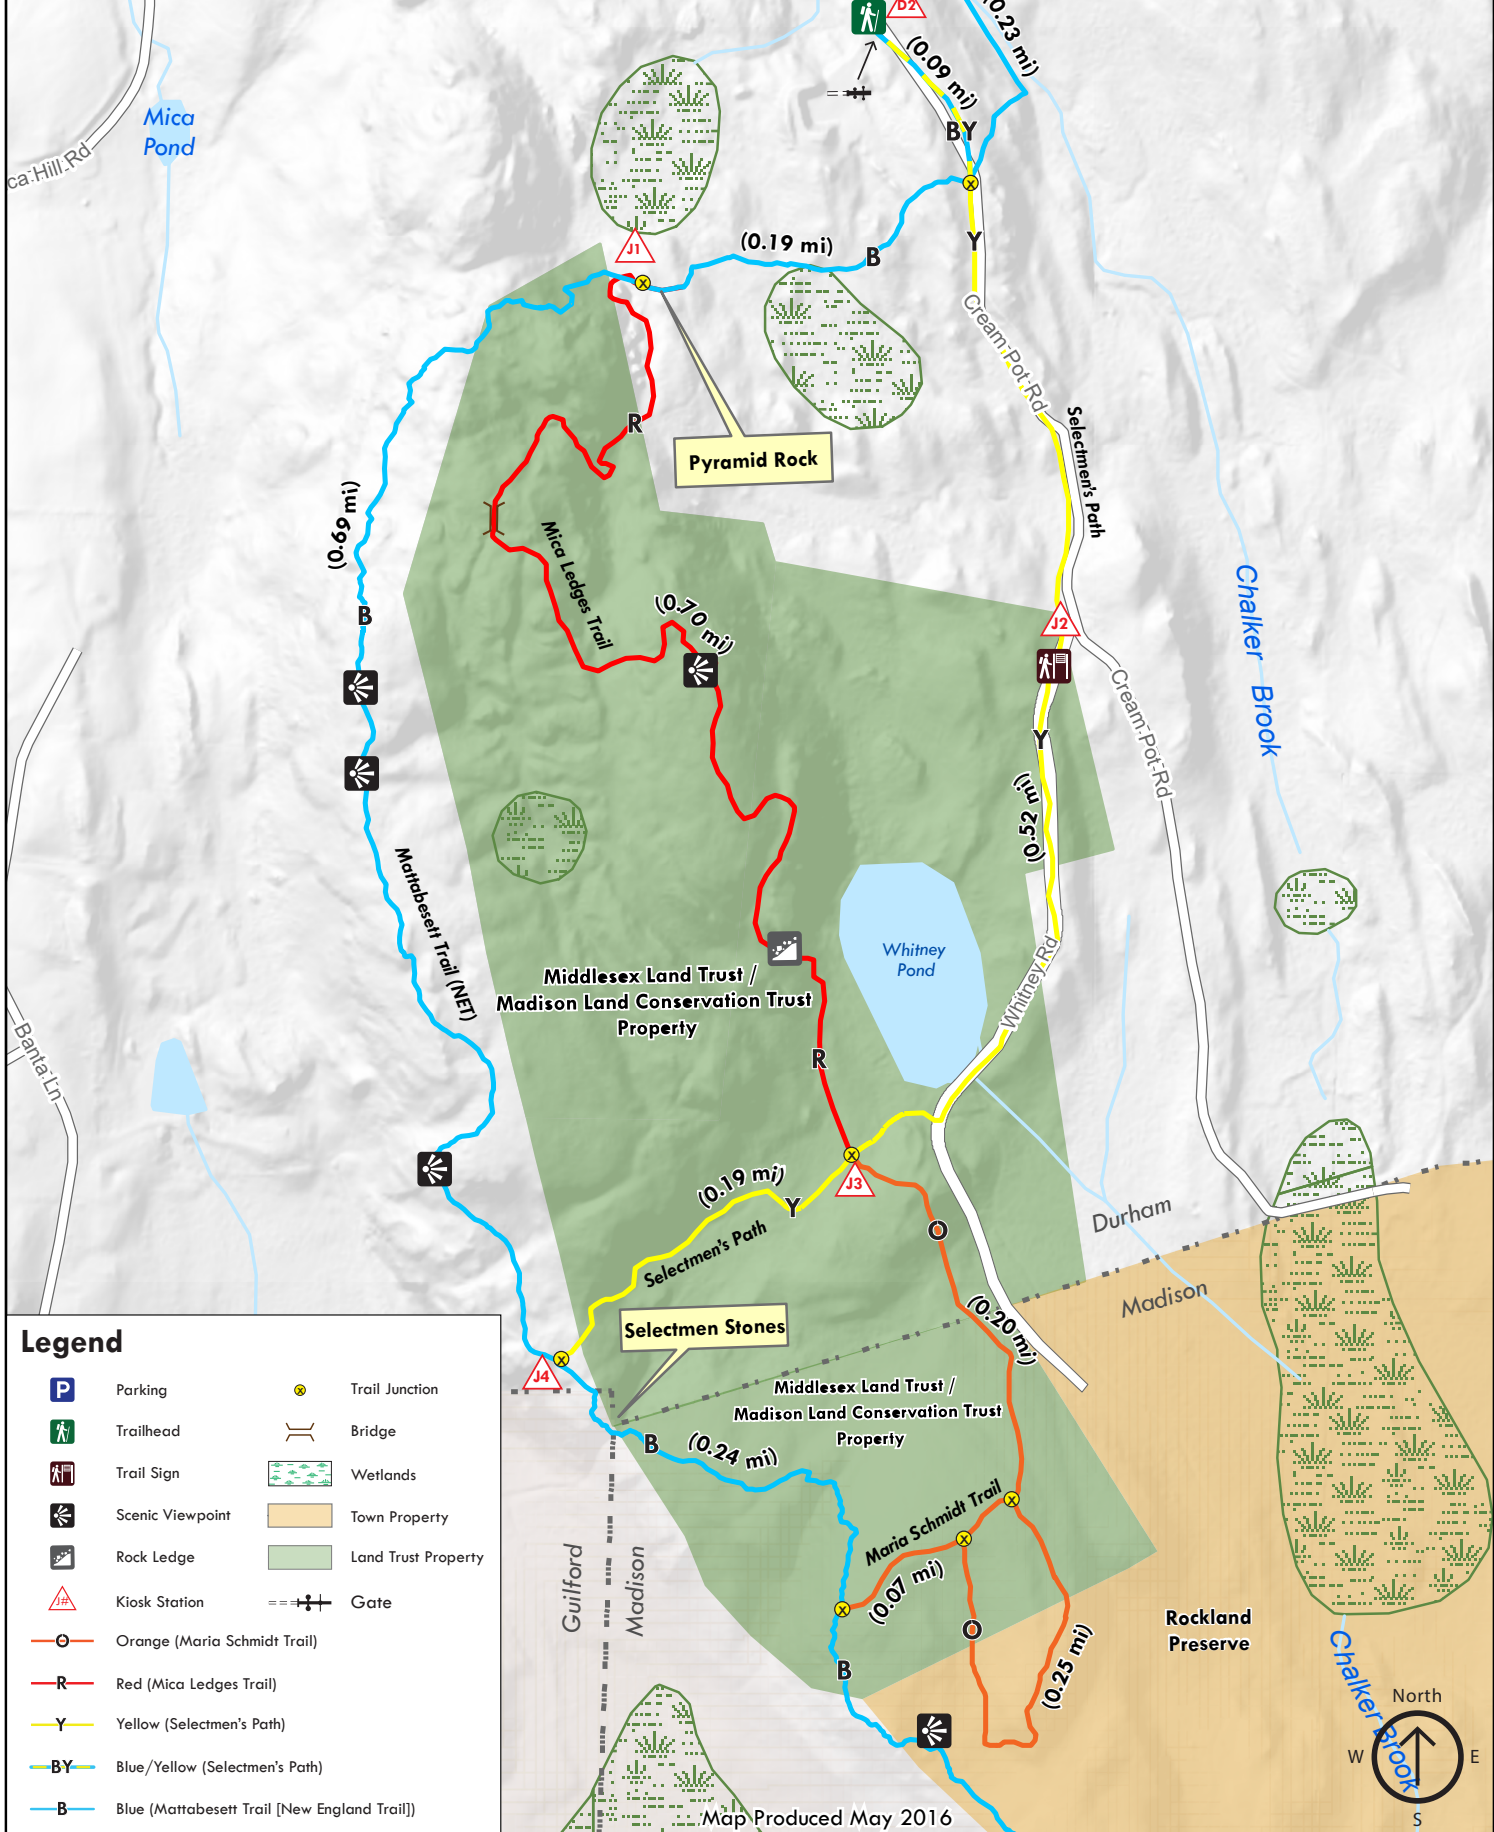 D2
(0.23 mi)
(0.09 mi)
BY
Mica
Pond
ca Hill Rd
J1
(0.19 mi)
B
Y
Cream Pot Rd
Pyramid Rock
R
Selectmen's Path
(0.69 mi)
Mica Ledges Trail
B
(0.70 mi)
J2
Chalker Brook
Cream Pot Rd
Y
(0.52 mi)
Mattabesett Trail (NET)
Whitney
Pond
Whitney Rd
Middlesex Land Trust /
Madison Land Conservation Trust
Property
R
Banta Ln
J3
(0.19 mi)
Y
Selectmen's Path
O
Durham
Madison
(0.20 mi)
Selectmen Stones
J4
Middlesex Land Trust /
Madison Land Conservation Trust
Property
B
(0.24 mi)
Maria Schmidt Trail
(0.07 mi)
Guilford
Madison
O
(0.25 mi)
B
Rockland
Preserve
Chalker Brook
North
W
E
S
Map Produced May 2016
Legend
Parking
P
Trail Junction
Trailhead
Bridge
Trail Sign
Wetlands
Scenic Viewpoint
Town Property
Rock Ledge
Land Trust Property
J#
Kiosk Station
Gate
O
Orange (Maria Schmidt Trail)
R
Red (Mica Ledges Trail)
Y
Yellow (Selectmen's Path)
BY
Blue/Yellow (Selectmen's Path)
B
Blue (Mattabesett Trail [New England Trail])